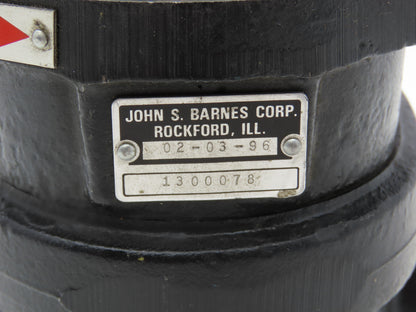 JOHN S. BARNES CORP.
ROCKFORD, ILL.
02-03-96
1300078